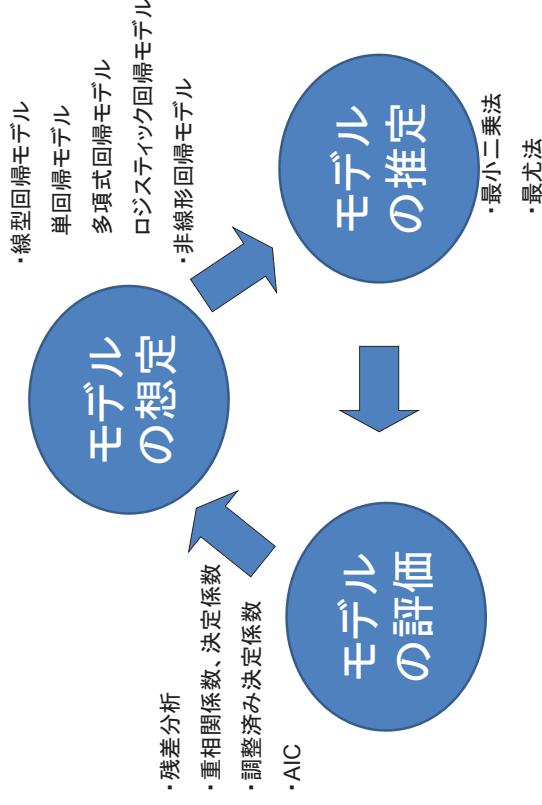 ・線型回帰モデル
単回帰モデル
多項式回帰モデル
ロジスティック回帰モデル
・非線形回帰モデル
モデル
の想定
モデル
の推定
・最小二乗法
・最尤法
モデル
の評価
・残差分析
・重相関係数、決定係数
・調整済み決定係数
・AIC